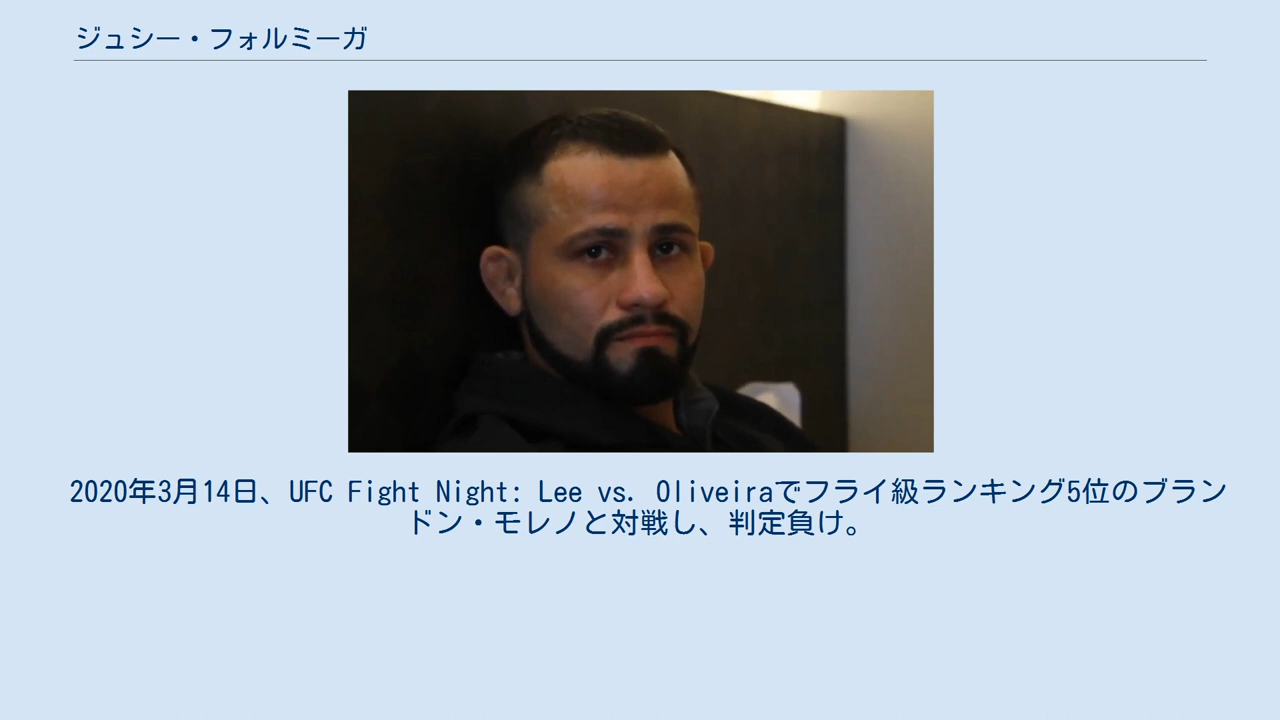 ジュシー・フォルミーガ
2020年3月14日、UFC Fight Night: Lee vs. Oliveiraでフライ級ランキング5位のブラン
ドン・モレノと対戦し、判定負け。